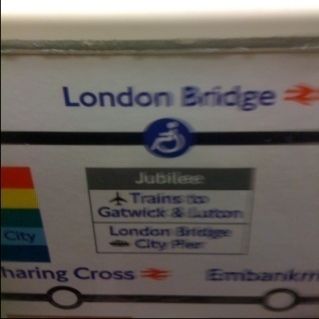 London Bridge
Jubilee
Trains to
Gatwick & Luton
London Bridge
City Pier
City
haring Cross
Embankm